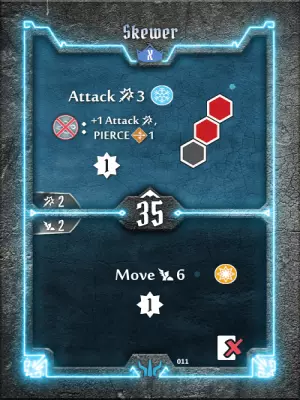 Skewer
X
Attack 3
+1 Attack,
PIERCE 1
1
2
35
2
Move 6
1
011